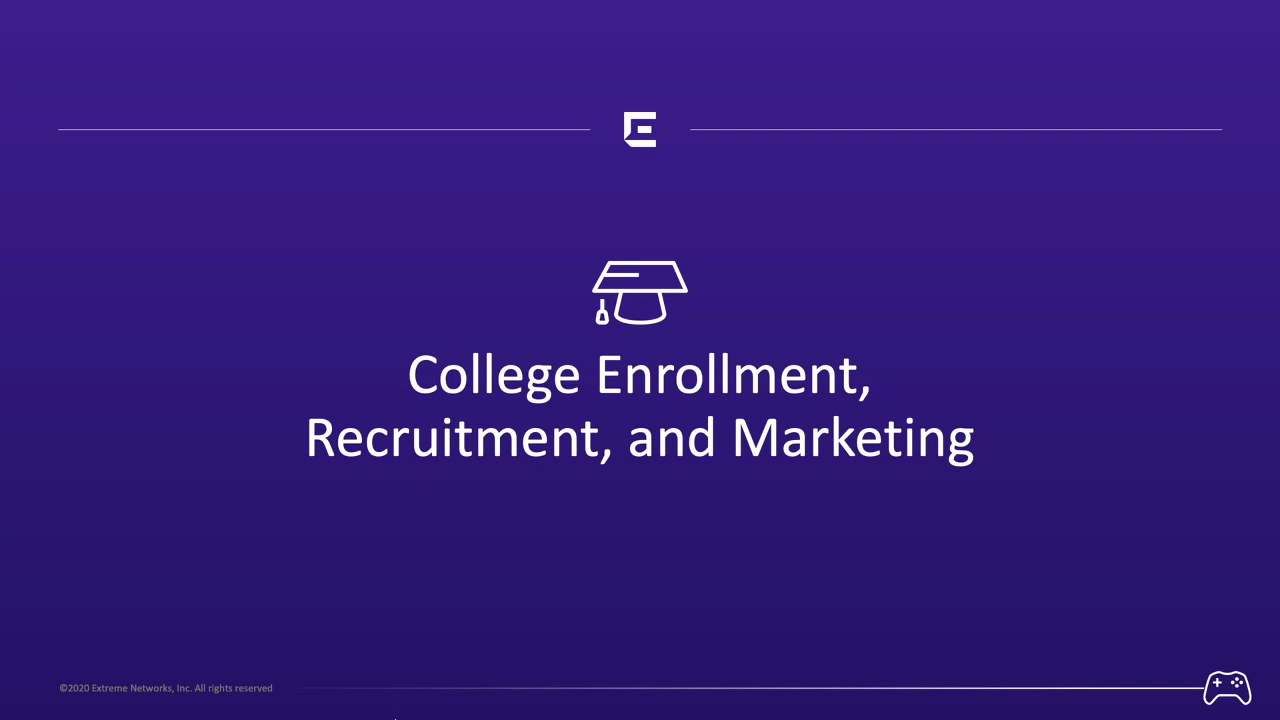 College Enrollment,
Recruitment, and Marketing
©2020 Extreme Networks, Inc. All rights reserved